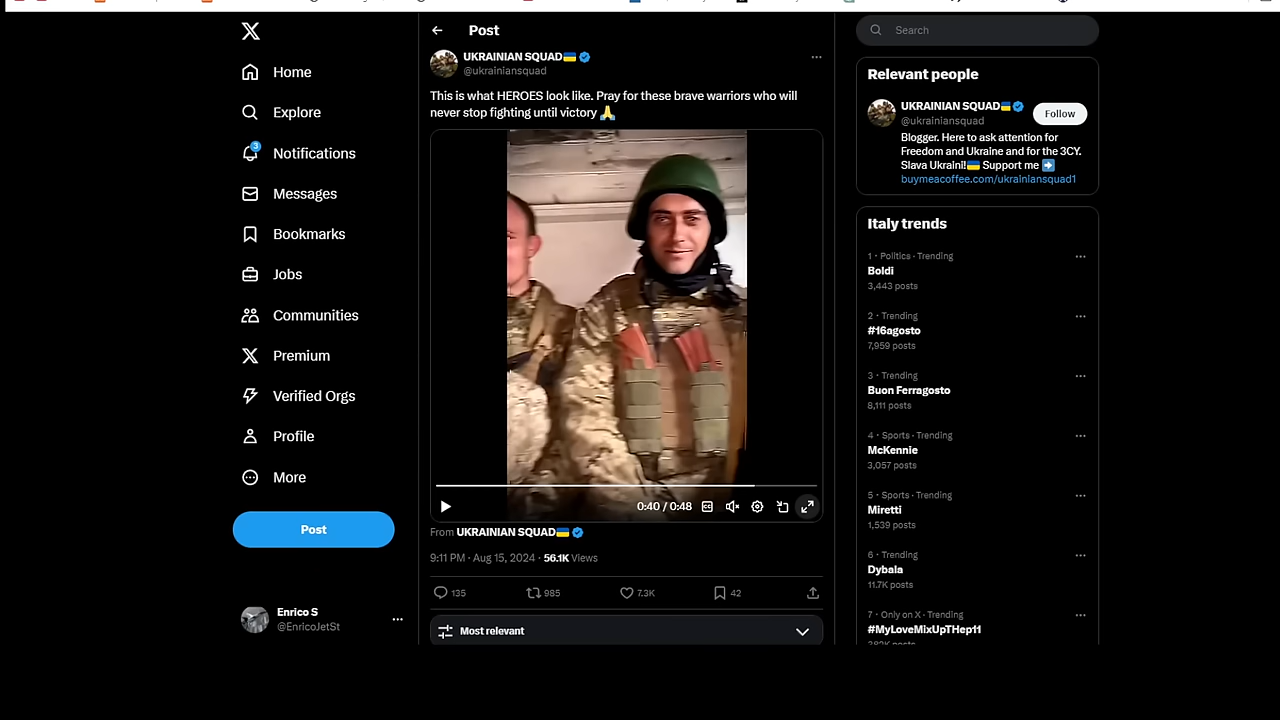 Home
Explore
3
Notifications
Messages
Bookmarks
Jobs
Communities
Premium
Verified Orgs
Profile
More
Post
Enrico S
@EnricoJetSt
Post
UKRAINIAN SQUAD🇺🇦
@ukrainiansquad
This is what HEROES look like. Pray for these brave warriors who will
never stop fighting until victory 🙏
0:40 / 0:48
From UKRAINIAN SQUAD🇺🇦
9:11 PM · Aug 15, 2024 · 56.1K Views
135 985 7.3K 42
Most relevant
Search
Relevant people
UKRAINIAN SQUAD🇺🇦
@ukrainiansquad
Follow
Blogger. Here to ask attention for
Freedom and Ukraine and for the 3CY.
Slava Ukraini!🇺🇦 Support me ➡️
buymeacoffee.com/ukrainiansquad1
Italy trends
1 · Politics · Trending
Boldi
3,443 posts
2 · Trending
#16agosto
7,959 posts
3 · Trending
Buon Ferragosto
8,111 posts
4 · Sports · Trending
McKennie
3,057 posts
5 · Sports · Trending
Miretti
1,539 posts
6 · Trending
Dybala
11.7K posts
7 · Only on X · Trending
#MyLoveMixUpTHep11